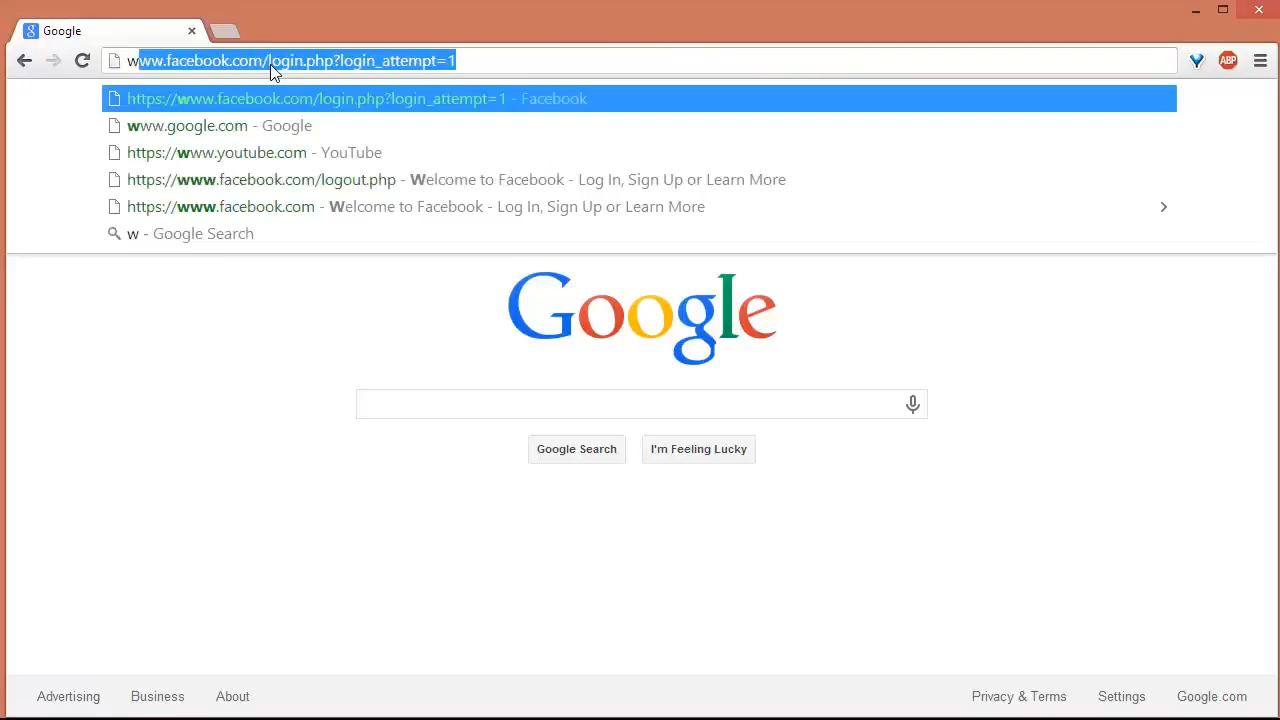 Google
www.facebook.com/login.php?login_attempt=1
ABP
https://www.facebook.com/login.php?login_attempt=1 - Facebook
www.google.com - Google
https://www.youtube.com - YouTube
https://www.facebook.com/logout.php - Welcome to Facebook - Log In, Sign Up or Learn More
https://www.facebook.com - Welcome to Facebook - Log In, Sign Up or Learn More
w - Google Search
Google
Google Search I'm Feeling Lucky
Advertising Business About Privacy & Terms Settings Google.com